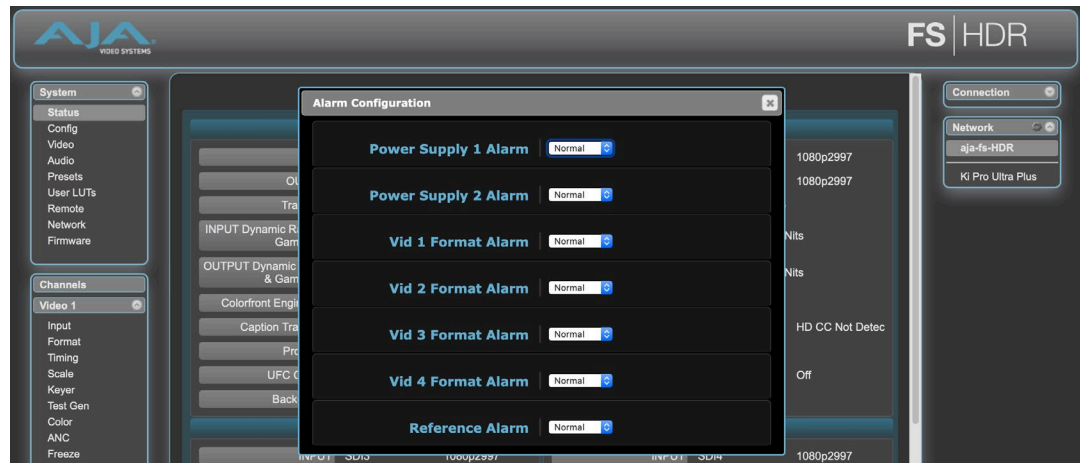 AJA
VIDEO SYSTEMS
FS HDR
System
Status
Config
Video
Audio
Presets
User LUTs
Remote
Network
Firmware
Channels
Video 1
Input
Format
Timing
Scale
Keyer
Test Gen
Color
ANC
Freeze
Alarm Configuration
Power Supply 1 Alarm Normal
Power Supply 2 Alarm Normal
Vid 1 Format Alarm Normal
Vid 2 Format Alarm Normal
Vid 3 Format Alarm Normal
Vid 4 Format Alarm Normal
Reference Alarm Normal
OU
Tra
INPUT Dynamic Ra
Gam
OUTPUT Dynamic
& Gam
Colorfront Engi
Caption Tra
Pro
UFC
Back
1080p2997
1080p2997
Nits
Nits
HD CC Not Detec
Off
INPUT SDI3 1080p2997 INPUT SDI4 1080p2997
Connection
Network
aja-fs-HDR
Ki Pro Ultra Plus